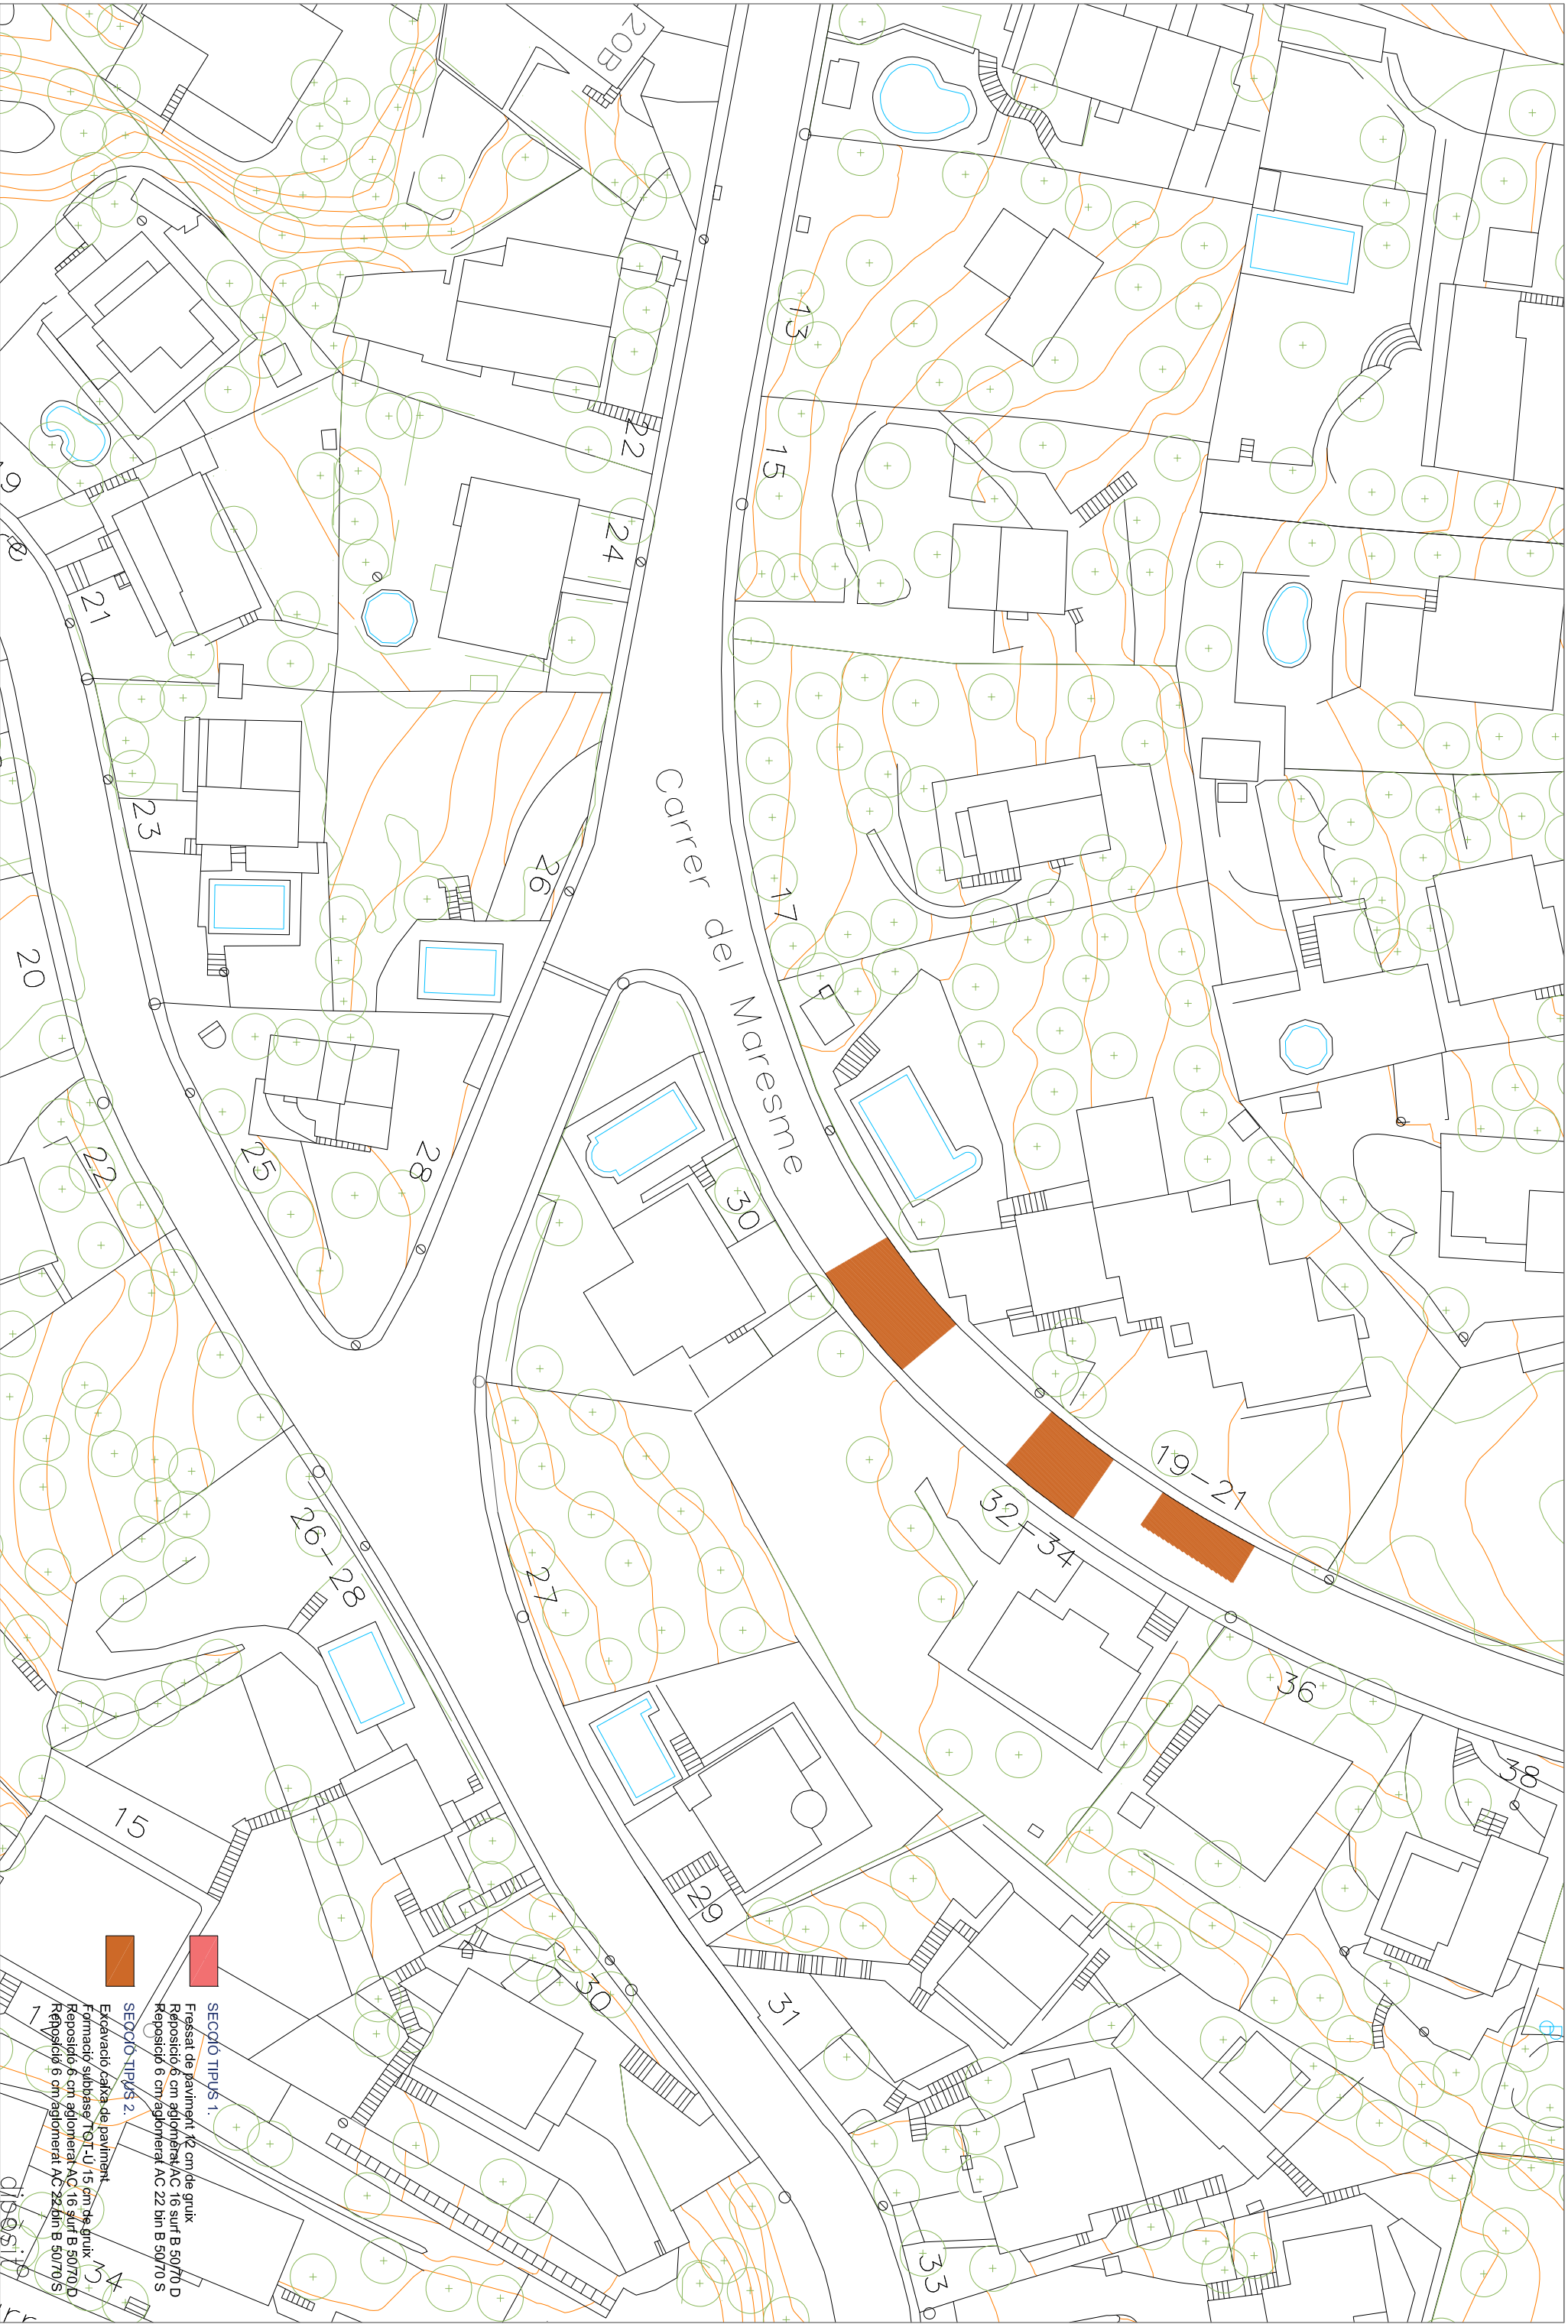 20B
13
22
15
24
21
23
26
17
Carrer del Maresme
20
22
25
28
30
19-21
32-34
26-28
27
36
38
15
29
30
31
33
SECCIÓ TIPUS 1.
Fressat de paviment 12 cm de gruix
Reposició 6 cm aglomerat AC 16 surf B 50/70 D
Reposició 6 cm aglomerat AC 22 bin B 50/70 S
SECCIÓ TIPUS 2.
Excavació caixa de paviment
Formació subbase TOT-Ú 15 cm de gruix
Reposició 6 cm aglomerat AC 16 surf B 50/70 D
Reposició 6 cm aglomerat AC 22 bin B 50/70 S
dipòsit